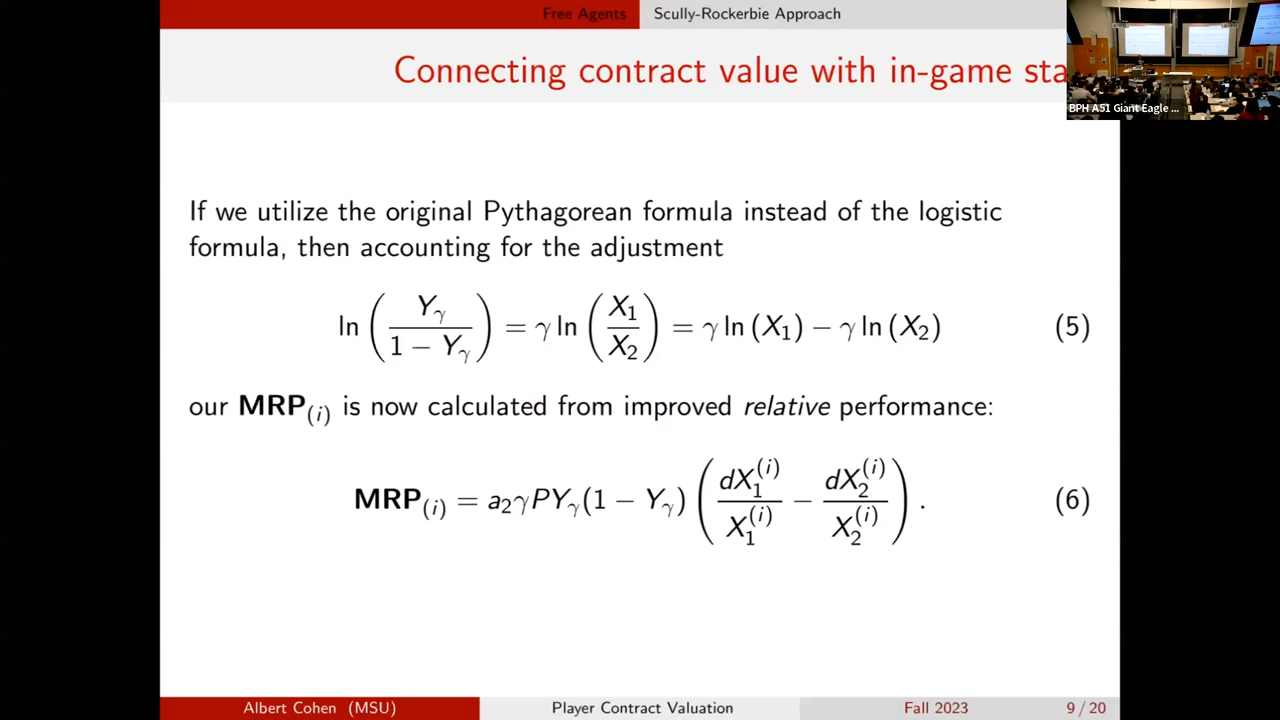 Free Agents Scully-Rockerbie Approach
Connecting contract value with in-game sta
BPH A51 Giant Eagle ...
If we utilize the original Pythagorean formula instead of the logistic
formula, then accounting for the adjustment
ln ( Yγ / 1 − Yγ ) = γ ln ( X1 / X2 ) = γ ln (X1) − γ ln (X2) (5)
our MRP(i) is now calculated from improved relative performance:
MRP(i) = a2γPYγ(1 − Yγ) ( dX1(i) / X1(i) − dX2(i) / X2(i) ) . (6)
Albert Cohen (MSU) Player Contract Valuation Fall 2023 9 / 20